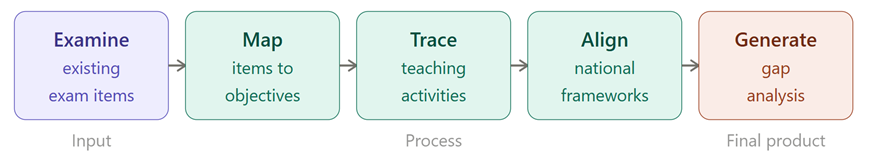 Examine
existing
exam items
Map
items to
objectives
Trace
teaching
activities
Align
national
frameworks
Generate
gap
analysis
Input
Process
Final product